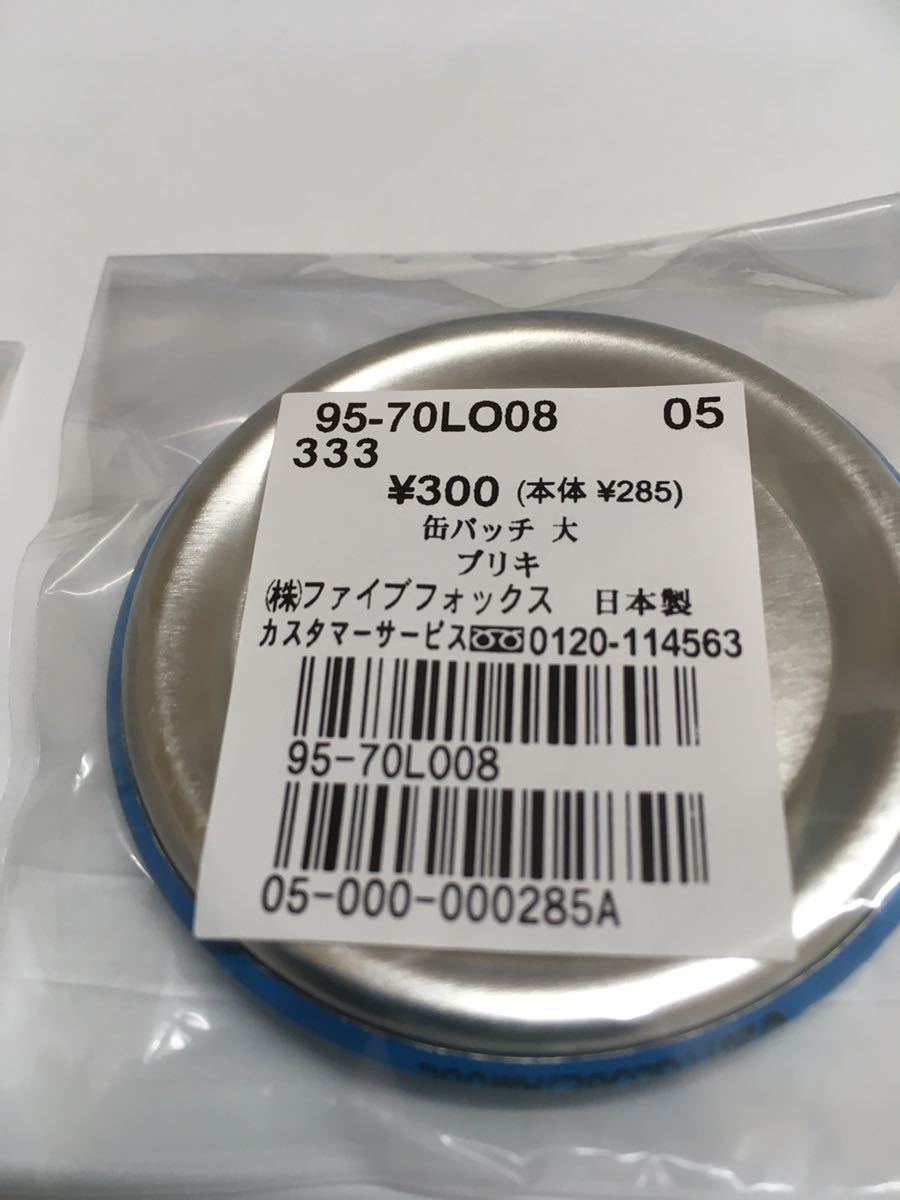 95-70LO08 05
333
¥300 (本体 ¥285)
缶バッチ 大
ブリキ
㈱ファイブフォックス 日本製
カスタマーサービス 0120-114563
95-70LO08
05-000-000285A